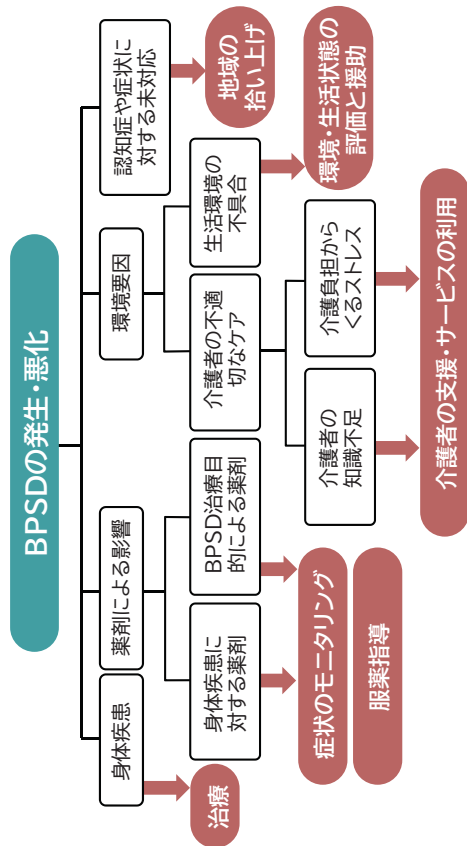 BPSDの発生・悪化
身体疾患
薬剤による影響
環境要因
認知症や症状に
対する未対応
治療
身体疾患に
対する薬剤
BPSD治療目
的による薬剤
介護者の不適
切なケア
生活環境の
不具合
地域の
拾い上げ
症状のモニタリング
服薬指導
介護者の
知識不足
介護負担から
くるストレス
環境・生活状態の
評価と援助
介護者の支援・サービスの利用